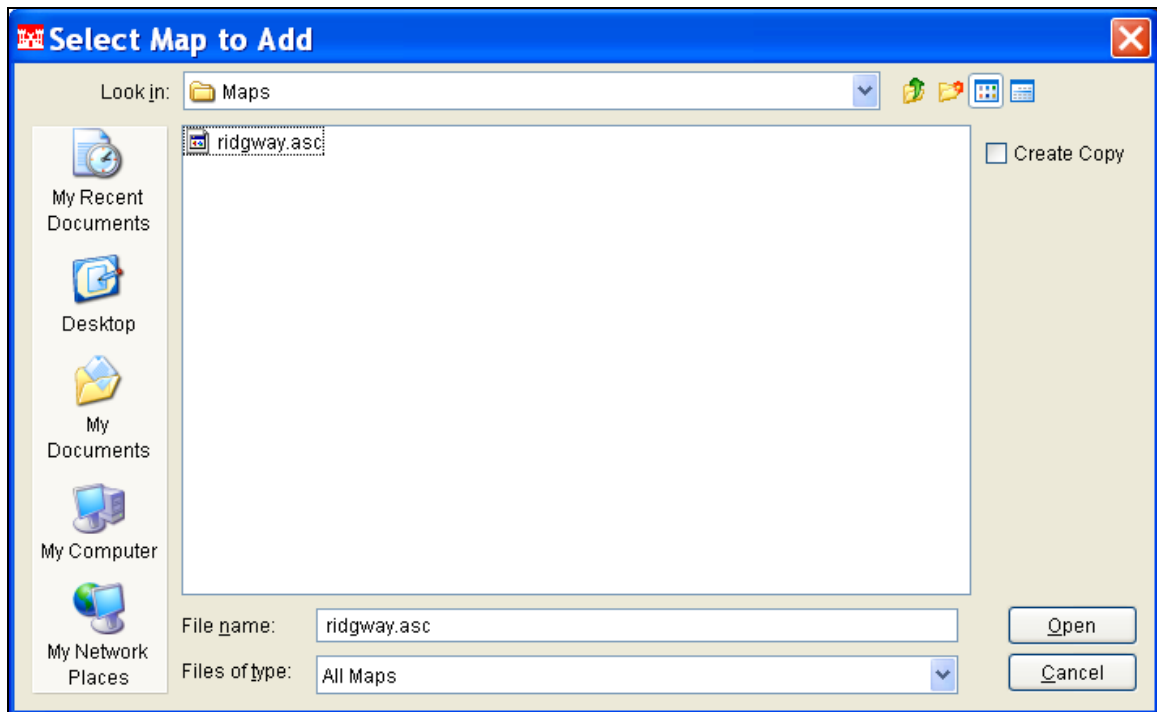 Select Map to Add
Look in:
Maps
ridgway.asc
Create Copy
My Recent
Documents
Desktop
My
Documents
My Computer
My Network
Places
File name:
ridgway.asc
Open
Files of type:
All Maps
Cancel